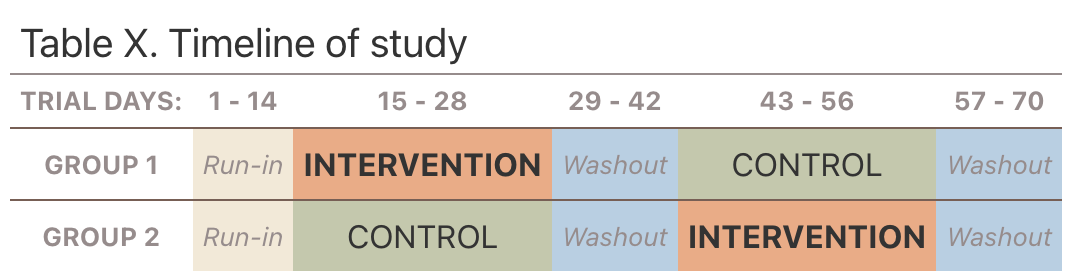 Table X. Timeline of study
TRIAL DAYS: 1 - 14 15 - 28 29 - 42 43 - 56 57 - 70
GROUP 1 Run-in INTERVENTION Washout CONTROL Washout
GROUP 2 Run-in CONTROL Washout INTERVENTION Washout